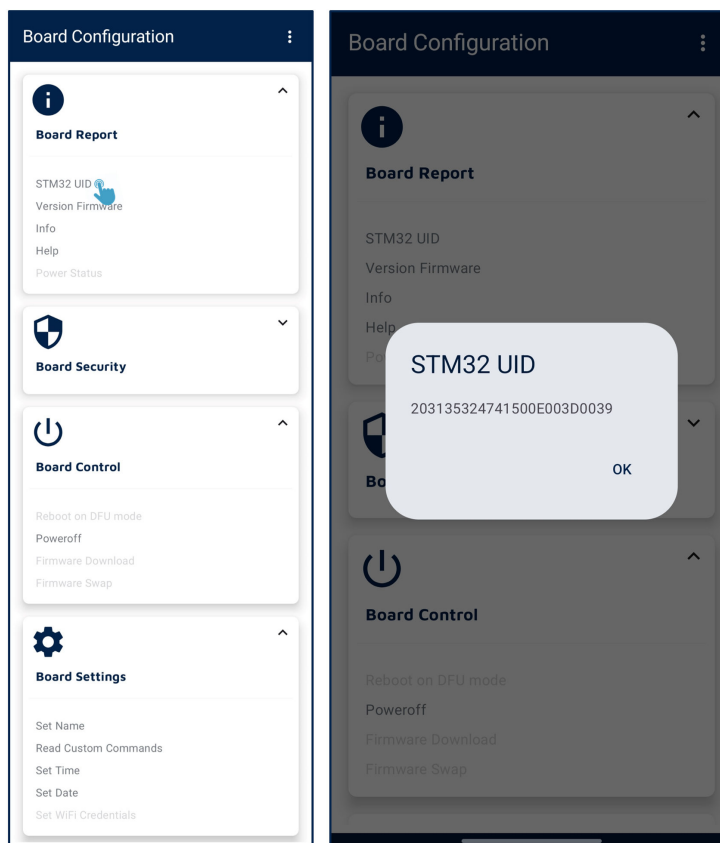 Board Configuration
Board Report
STM32 UID
Version Firmware
Info
Help
Power Status
Board Security
Board Control
Reboot on DFU mode
Poweroff
Firmware Download
Firmware Swap
Board Settings
Set Name
Read Custom Commands
Set Time
Set Date
Set WiFi Credentials
Board Configuration
Board Report
STM32 UID
Version Firmware
Info
Help
Po
STM32 UID
203135324741500E003D0039
OK
Bo
Board Control
Reboot on DFU mode
Poweroff
Firmware Download
Firmware Swap